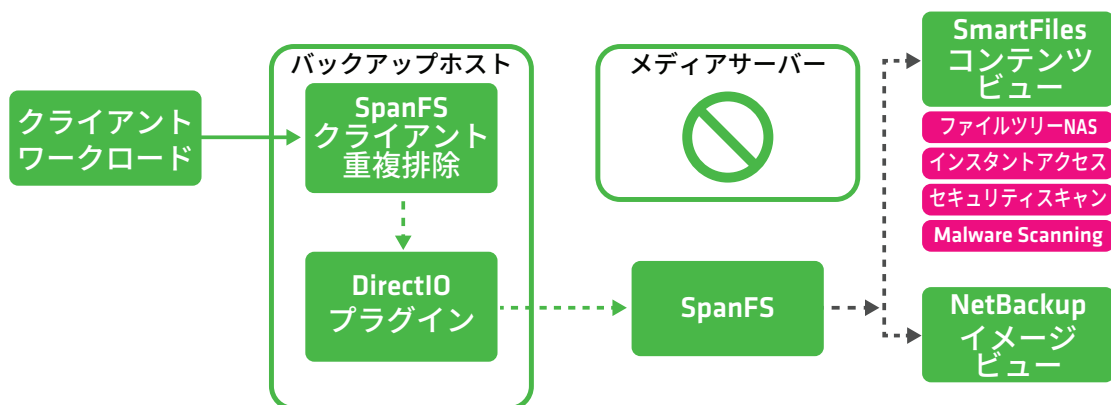 クライアント
ワークロード
バックアップホスト
SpanFS
クライアント
重複排除
DirectIO
プラグイン
メディアサーバー
SpanFS
SmartFiles
コンテンツ
ビュー
ファイルツリーNAS
インスタントアクセス
セキュリティスキャン
Malware Scanning
NetBackup
イメージ
ビュー